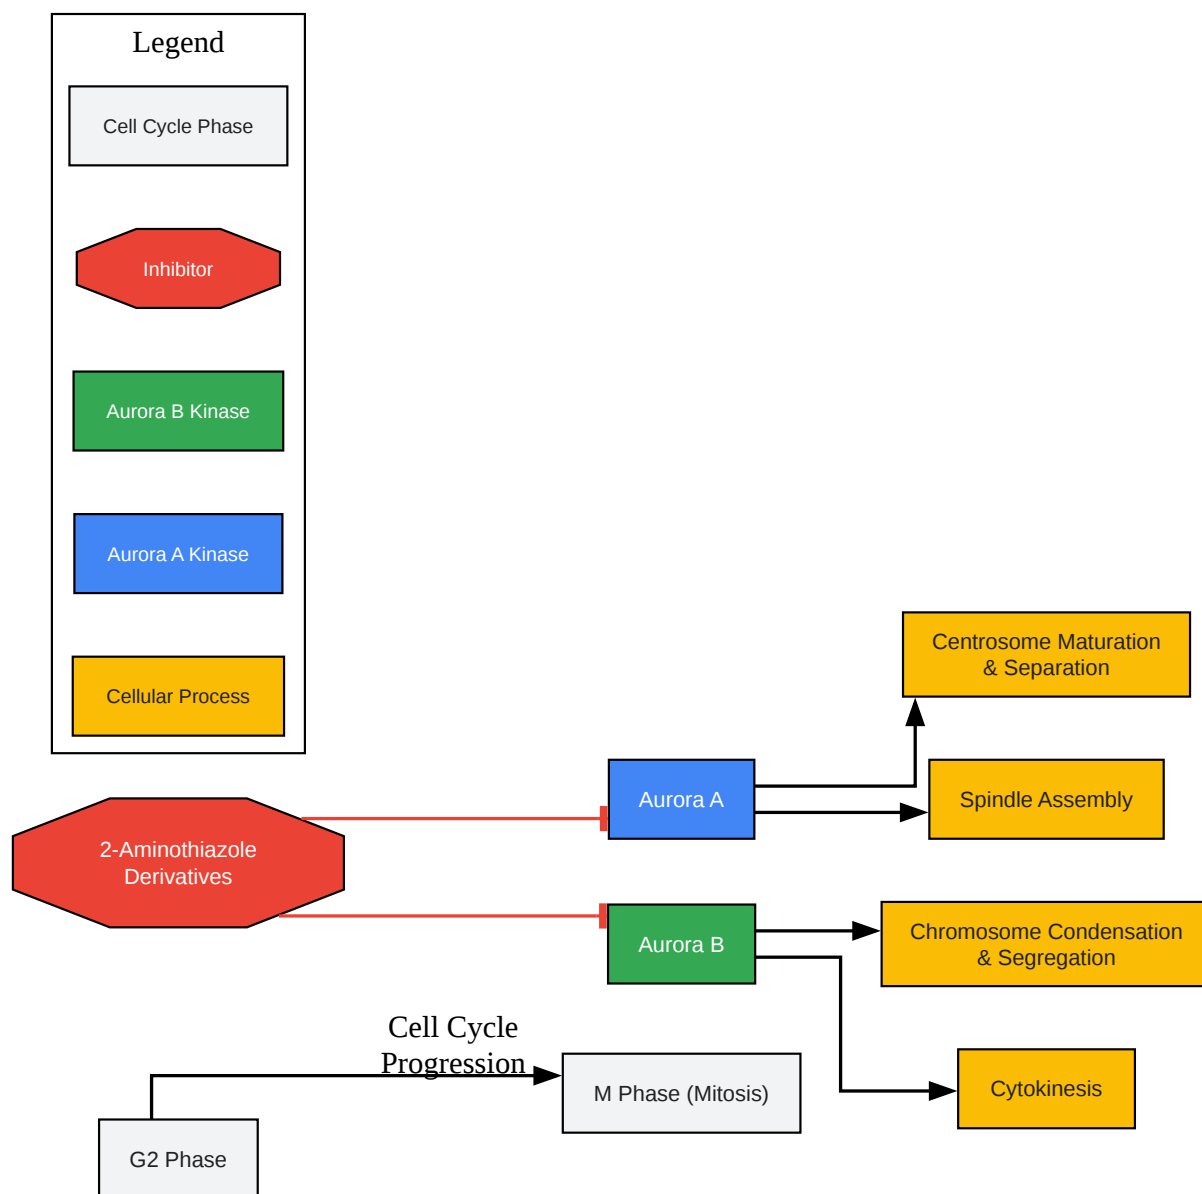 Legend
Cell Cycle Phase
Inhibitor
Aurora B Kinase
Aurora A Kinase
Cellular Process
Centrosome Maturation
& Separation
Aurora A
Spindle Assembly
2-Aminothiazole
Derivatives
Aurora B
Chromosome Condensation
& Segregation
Cell Cycle
Progression
M Phase (Mitosis)
Cytokinesis
G2 Phase